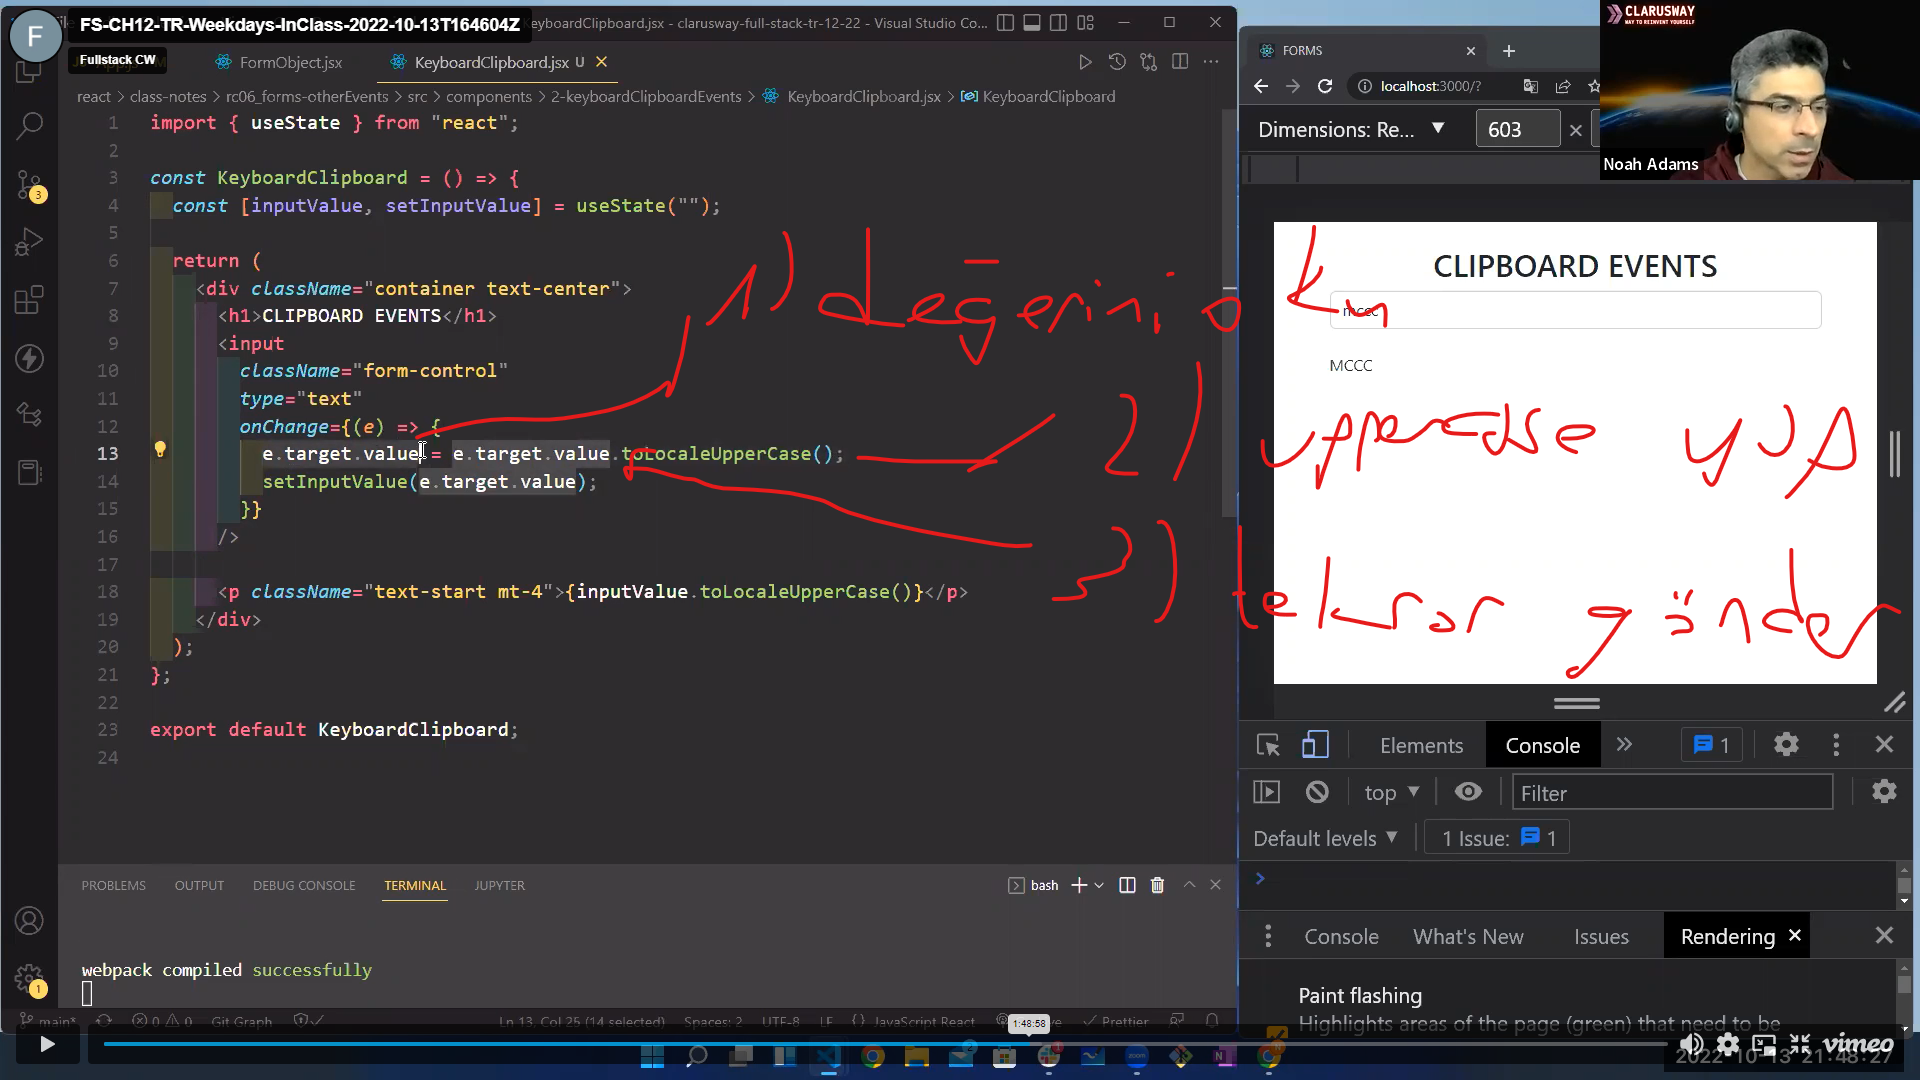 FS-CH12-TR-Weekdays-InClass-2022-10-13T164604Z
KeyboardClipboard.jsx - clarusway-full-stack-tr-12-22 - Visual Studio Co...
F
Fullstack CW
FormObject.jsx
KeyboardClipboard.jsx U
react > class-notes > rc06_forms-otherEvents > src > components > 2-keyboardClipboardEvents > KeyboardClipboard.jsx > KeyboardClipboard
1 import { useState } from "react";
2
3 const KeyboardClipboard = () => {
4 const [inputValue, setInputValue] = useState("");
5
6 return (
7 <div className="container text-center">
8 <h1>CLIPBOARD EVENTS</h1>
9 <input
10 className="form-control"
11 type="text"
12 onChange={(e) => {
13 e.target.value = e.target.value.toLocaleUpperCase();
14 setInputValue(e.target.value);
15 }}
16 />
17
18 <p className="text-start mt-4">{inputValue.toLocaleUpperCase()}</p>
19 </div>
20 );
21 };
22
23 export default KeyboardClipboard;
24
1) değerini oku
2) uppercase yap
3) tekrar gönder
3
1
PROBLEMS OUTPUT DEBUG CONSOLE TERMINAL JUPYTER
bash
webpack compiled successfully
main* 0 0 Git Graph
Ln 13, Col 25 (14 selected) Spaces: 2 UTF-8 LF {} JavaScript React
Prettier
1:48:58
FORMS
localhost:3000/?
Dimensions: Re... 603 ×
CLARUSWAY
WAY TO REINVENT YOURSELF
Noah Adams
CLIPBOARD EVENTS
mccc
MCCC
Elements Console » 1
top Filter
Default levels 1 Issue: 1
>
Console What's New Issues Rendering
Paint flashing
Highlights areas of the page (green) that need to be
vimeo
2022-10-13 21:48:27